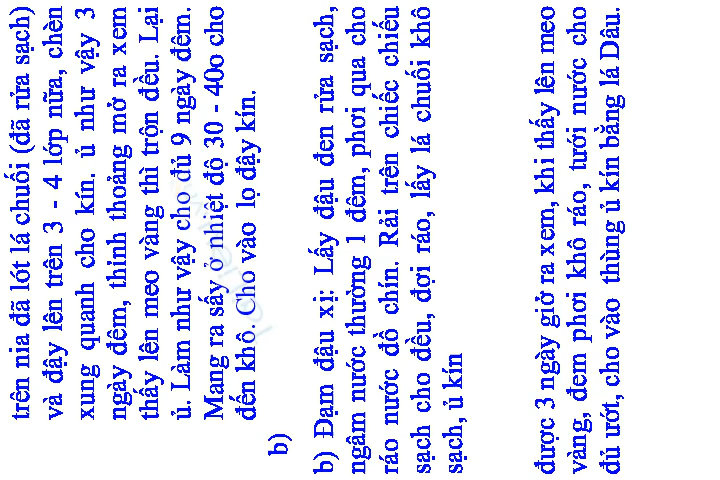 trên nia đã lót lá chuối (đã rửa sạch)
và đậy lên trên 3 - 4 lớp nữa, chèn
xung quanh cho kín. ủ như vậy 3
ngày đêm, thỉnh thoảng mở ra xem
thấy lên meo vàng thì trộn đều. Lại
ủ. Làm như vậy cho đủ 9 ngày đêm.
Mang ra sấy ở nhiệt độ 30 - 40o cho
đến khô. Cho vào lọ đậy kín.
b)
b) Đạm đậu xị: Lấy đậu đen rửa sạch,
ngâm nước thường 1 đêm, phơi qua cho
ráo nước đồ chín. Rải trên chiếc chiếu
sạch cho đều, đợi ráo, lấy lá chuối khô
sạch, ủ kín
được 3 ngày giở ra xem, khi thấy lên meo
vàng, đem phơi khô ráo, tưới nước cho
đủ ướt, cho vào thùng ủ kín bằng lá Dâu.